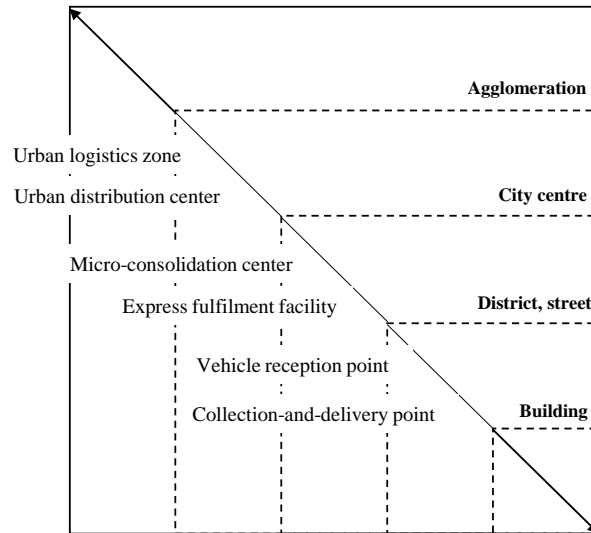 Agglomeration
Urban logistics zone
Urban distribution center
City centre
Micro-consolidation center
Express fulfilment facility
District, street
Vehicle reception point
Collection-and-delivery point
Building